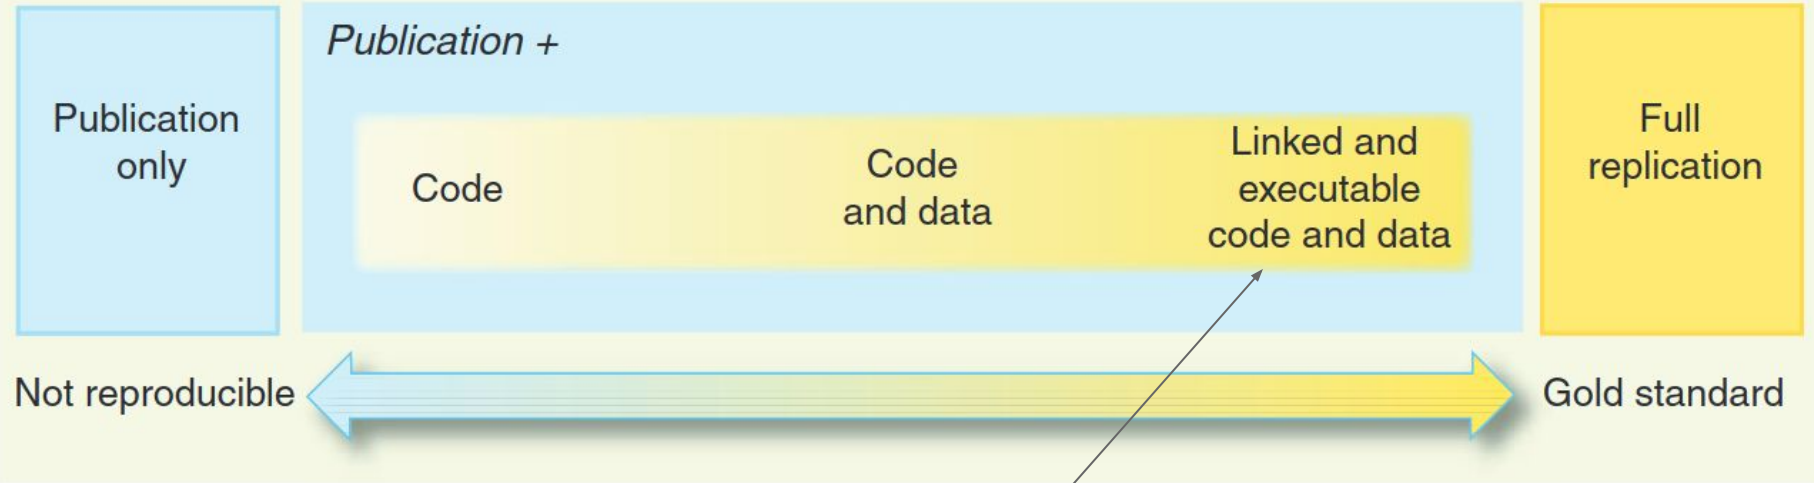 Publication
only
Publication +
Code
Code
and data
Linked and
executable
code and data
Full
replication
Not reproducible
Gold standard